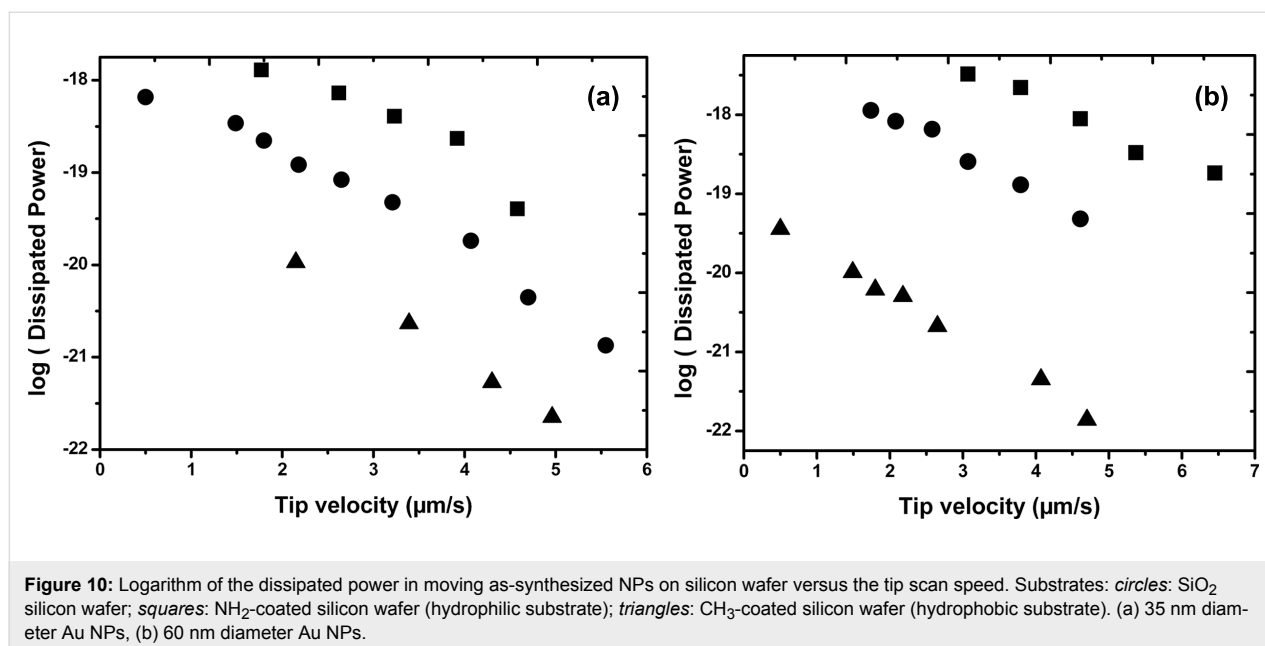 (a)
log ( Dissipated Power)
-18
-19
-20
-21
-22
0 1 2 3 4 5 6
Tip velocity (µm/s)
(b)
log ( Dissipated Power)
-18
-19
-20
-21
-22
0 1 2 3 4 5 6 7
Tip velocity (µm/s)
Figure 10: Logarithm of the dissipated power in moving as-synthesized NPs on silicon wafer versus the tip scan speed. Substrates: circles: SiO₂
silicon wafer; squares: NH₂-coated silicon wafer (hydrophilic substrate); triangles: CH₃-coated silicon wafer (hydrophobic substrate). (a) 35 nm diam-
eter Au NPs, (b) 60 nm diameter Au NPs.